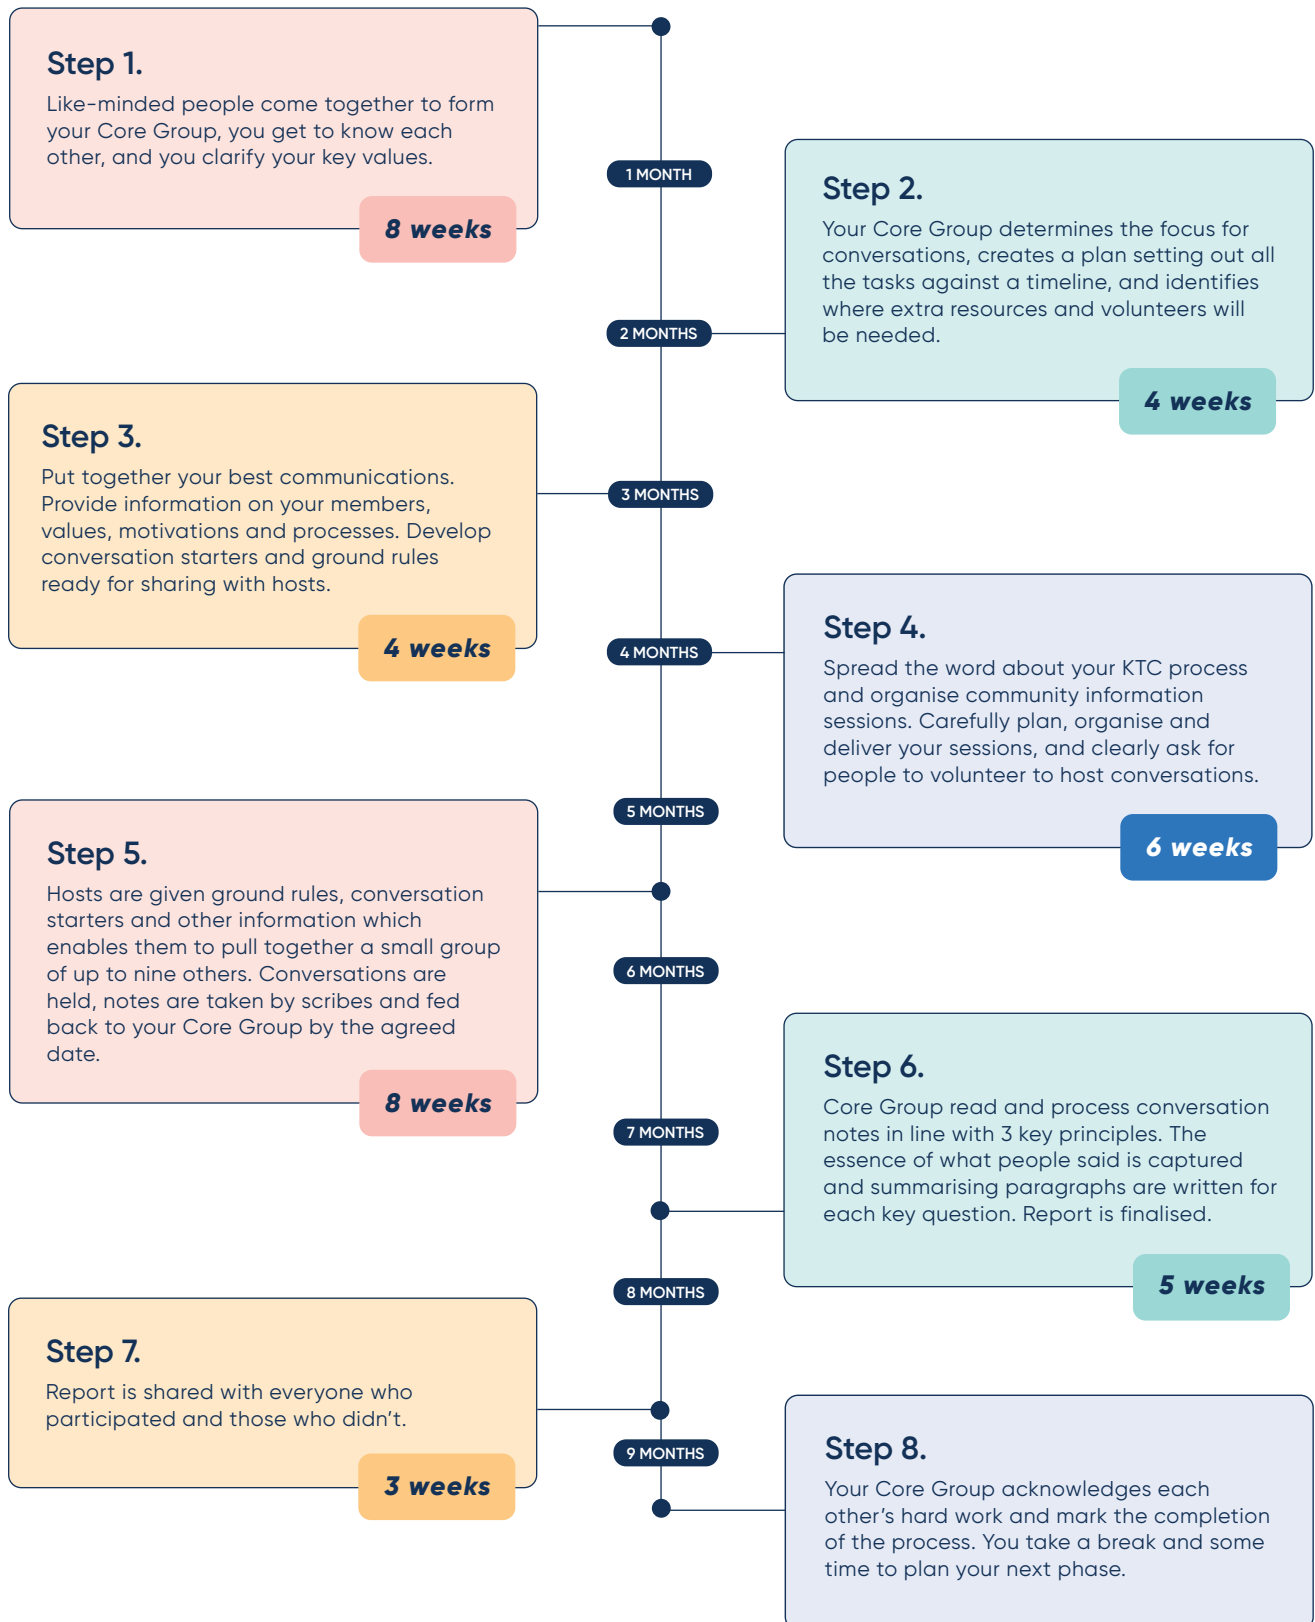 Step 1.
Like-minded people come together to form
your Core Group, you get to know each
other, and you clarify your key values.
8 weeks
1 MONTH
Step 2.
Your Core Group determines the focus for
conversations, creates a plan setting out all
the tasks against a timeline, and identifies
where extra resources and volunteers will
be needed.
4 weeks
2 MONTHS
Step 3.
Put together your best communications.
Provide information on your members,
values, motivations and processes. Develop
conversation starters and ground rules
ready for sharing with hosts.
4 weeks
3 MONTHS
Step 4.
Spread the word about your KTC process
and organise community information
sessions. Carefully plan, organise and
deliver your sessions, and clearly ask for
people to volunteer to host conversations.
6 weeks
4 MONTHS
5 MONTHS
Step 5.
Hosts are given ground rules, conversation
starters and other information which
enables them to pull together a small group
of up to nine others. Conversations are
held, notes are taken by scribes and fed
back to your Core Group by the agreed
date.
8 weeks
6 MONTHS
7 MONTHS
Step 6.
Core Group read and process conversation
notes in line with 3 key principles. The
essence of what people said is captured
and summarising paragraphs are written for
each key question. Report is finalised.
5 weeks
8 MONTHS
Step 7.
Report is shared with everyone who
participated and those who didn't.
3 weeks
9 MONTHS
Step 8.
Your Core Group acknowledges each
other's hard work and mark the completion
of the process. You take a break and some
time to plan your next phase.